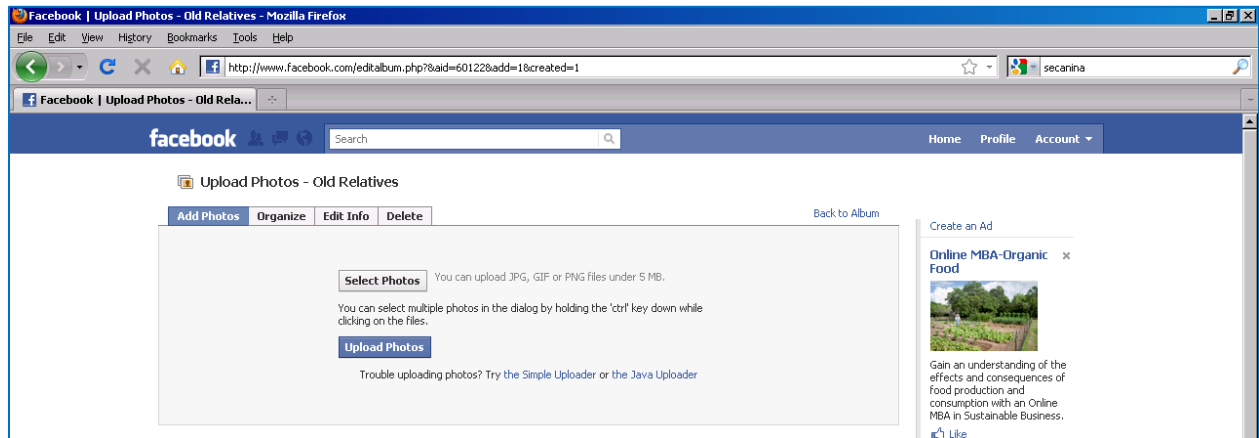 Facebook | Upload Photos - Old Relatives - Mozilla Firefox
File Edit View History Bookmarks Tools Help
http://www.facebook.com/editalbum.php?&aid=60122&add=1&created=1
secanina
Facebook | Upload Photos - Old Rela...
facebook Search Home Profile Account
Upload Photos - Old Relatives
Add Photos Organize Edit Info Delete Back to Album
Create an Ad
Online MBA-Organic x
Food
Select Photos You can upload JPG, GIF or PNG files under 5 MB.
You can select multiple photos in the dialog by holding the 'ctrl' key down while
clicking on the files.
Upload Photos
Trouble uploading photos? Try the Simple Uploader or the Java Uploader
Gain an understanding of the
effects and consequences of
food production and
consumption with an Online
MBA in Sustainable Business.
Like